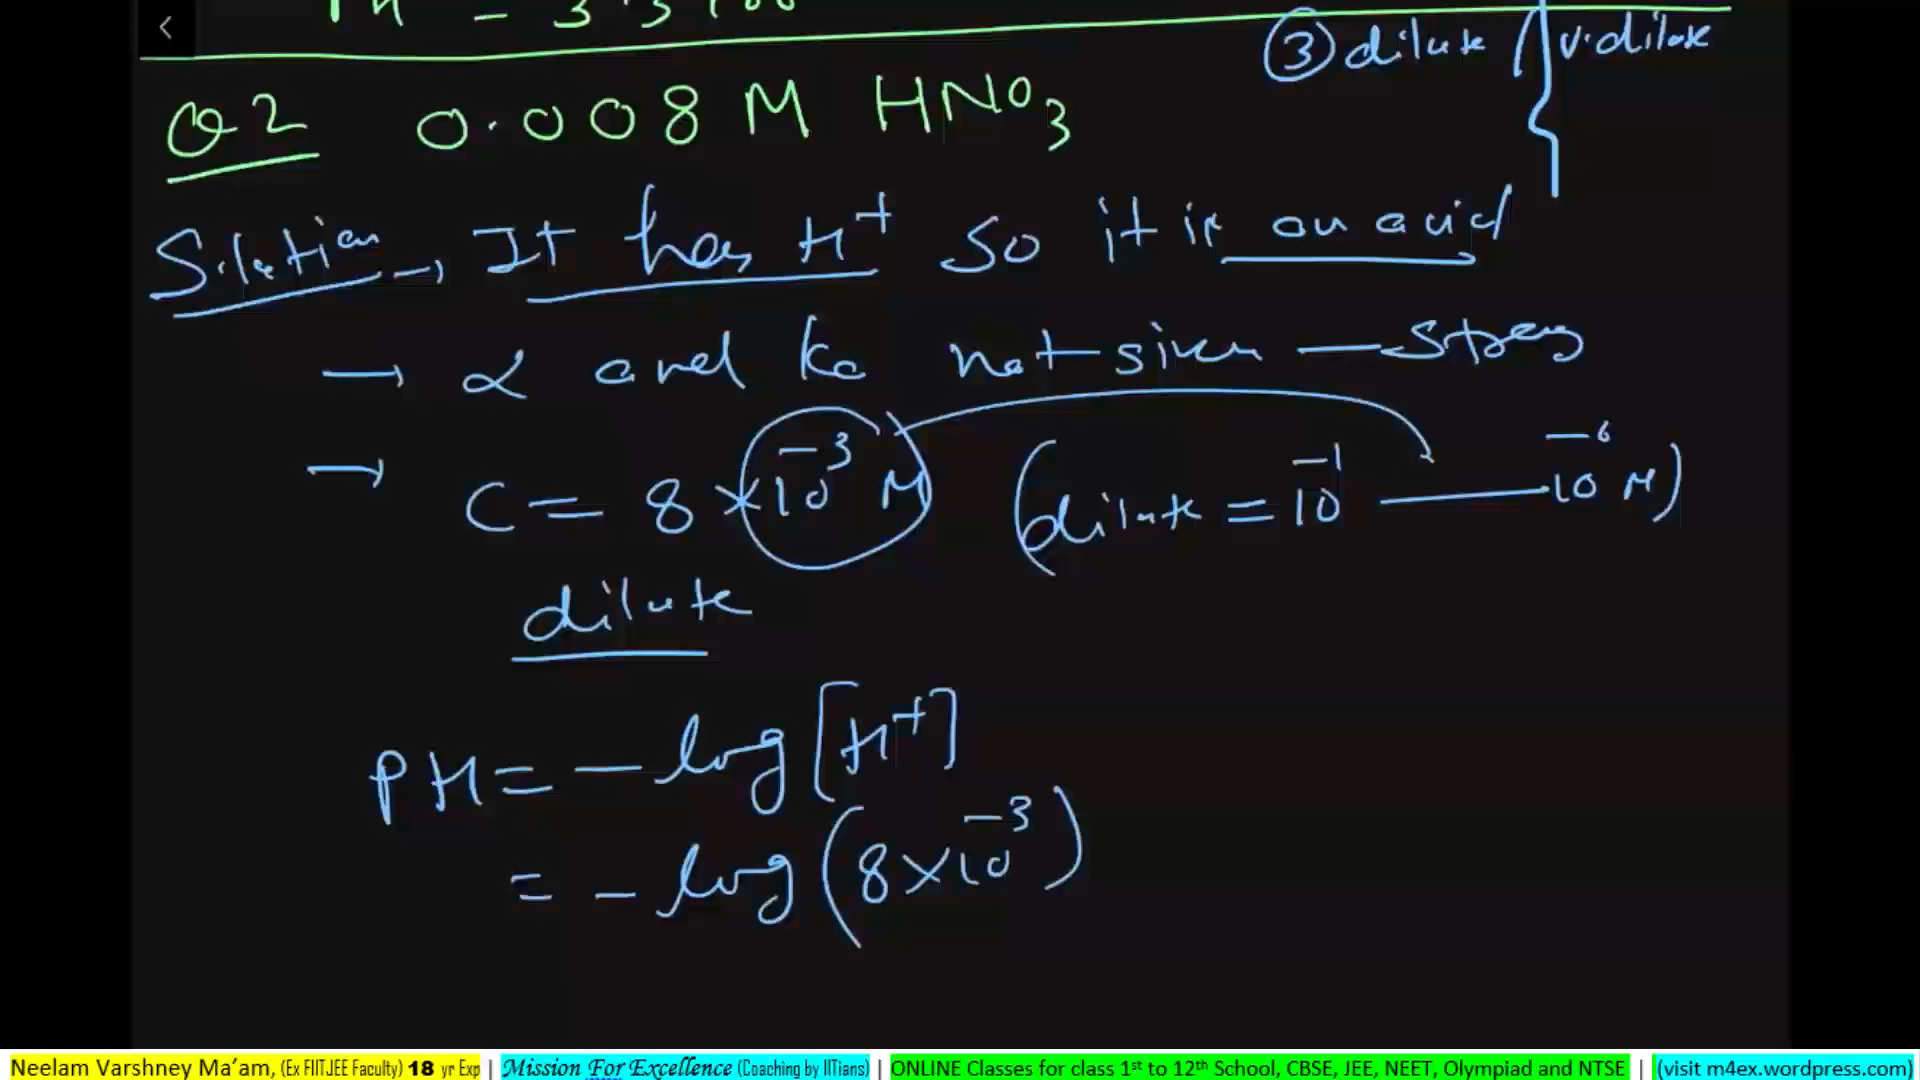 ③ dilute / v.dilute
Q2 0.008 M HNO₃
Solution → It has H⁺ so it is an acid
→ α and ka not given — strong
→ C = 8 × 10⁻³ M (dilute = 10⁻¹ — 10⁻⁶ M)
dilute
PH = - log [H⁺]
= - log (8×10⁻³)
Neelam Varshney Ma'am, (Ex FIITJEE Faculty) 18 yr Exp | Mission For Excellence (Coaching by IITians) | ONLINE Classes for class 1st to 12th School, CBSE, JEE, NEET, Olympiad and NTSE | (visit m4ex.wordpress.com)